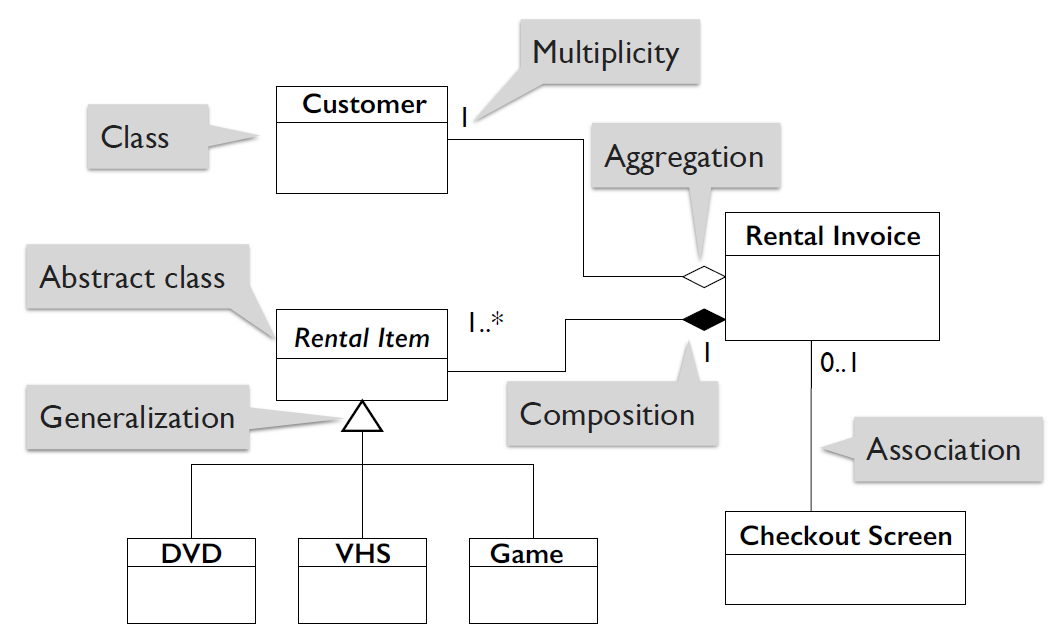 Multiplicity
Customer
1
Class
Aggregation
Rental Invoice
Abstract class
Rental Item
1..*
1
0..1
Generalization
Composition
Association
Checkout Screen
DVD
VHS
Game